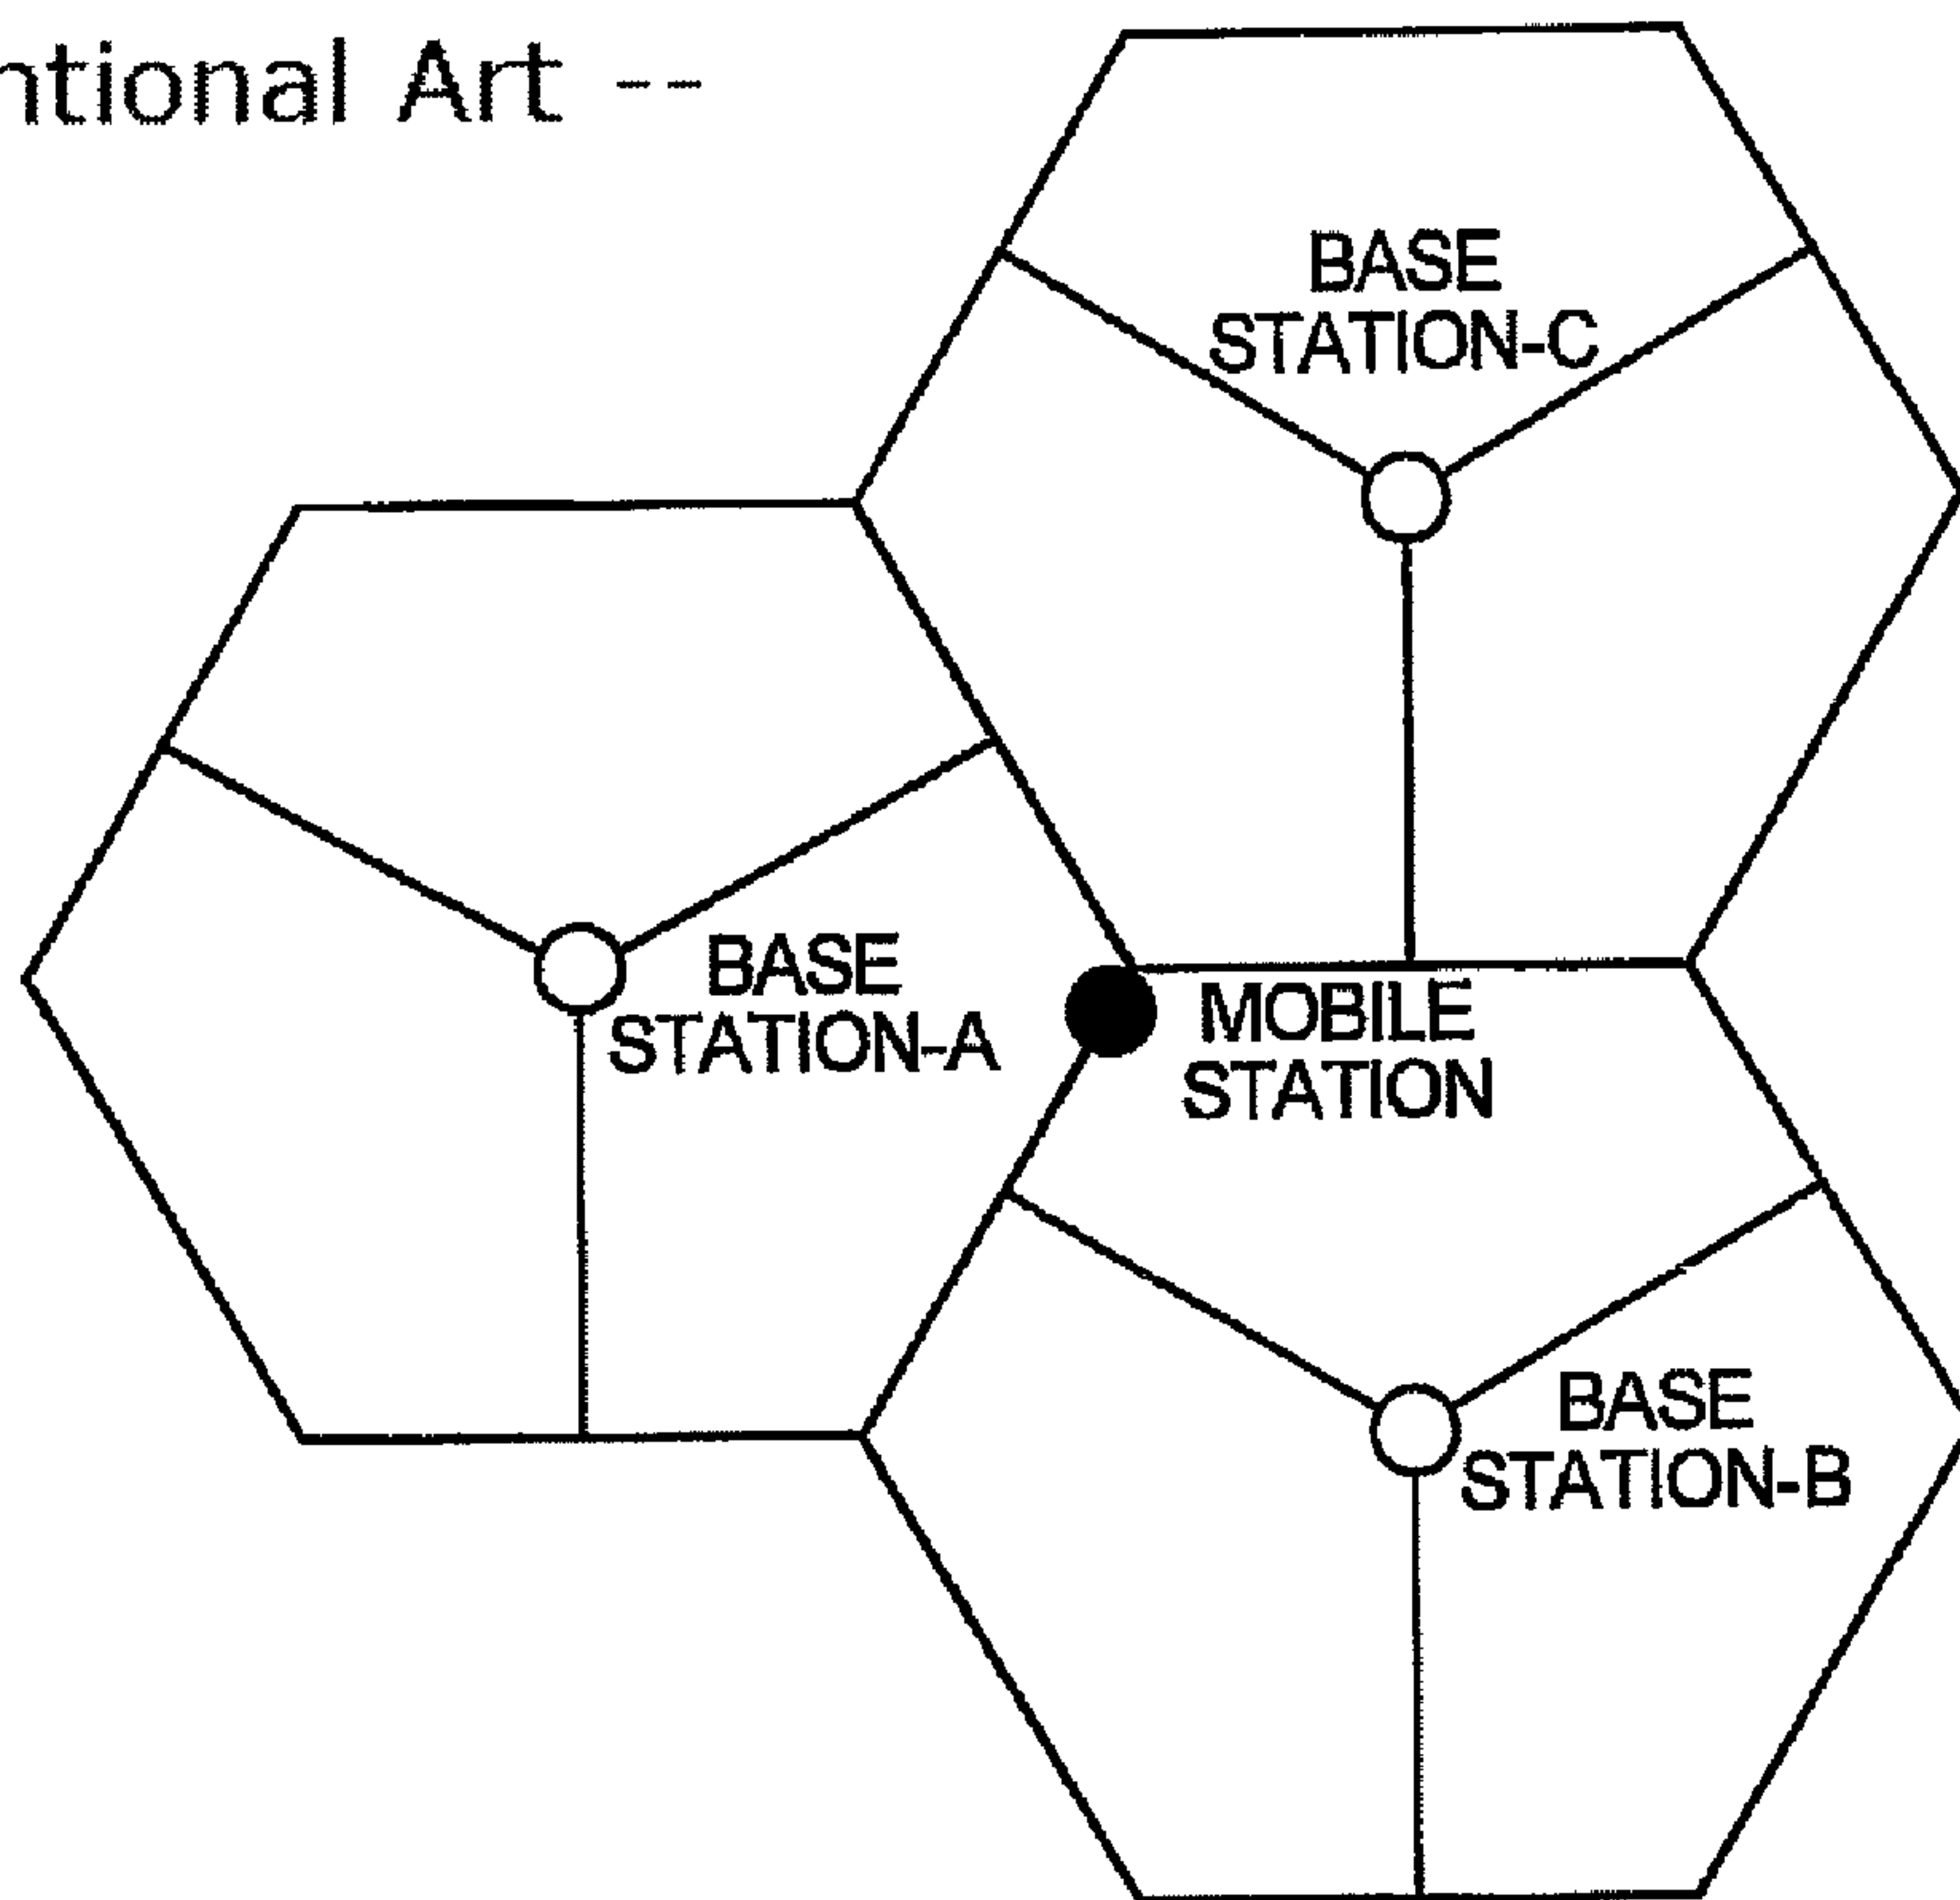 ntional Art --
BASE
STATION-C
BASE
STATION-A
MOBILE
STATION
BASE
STATION-B